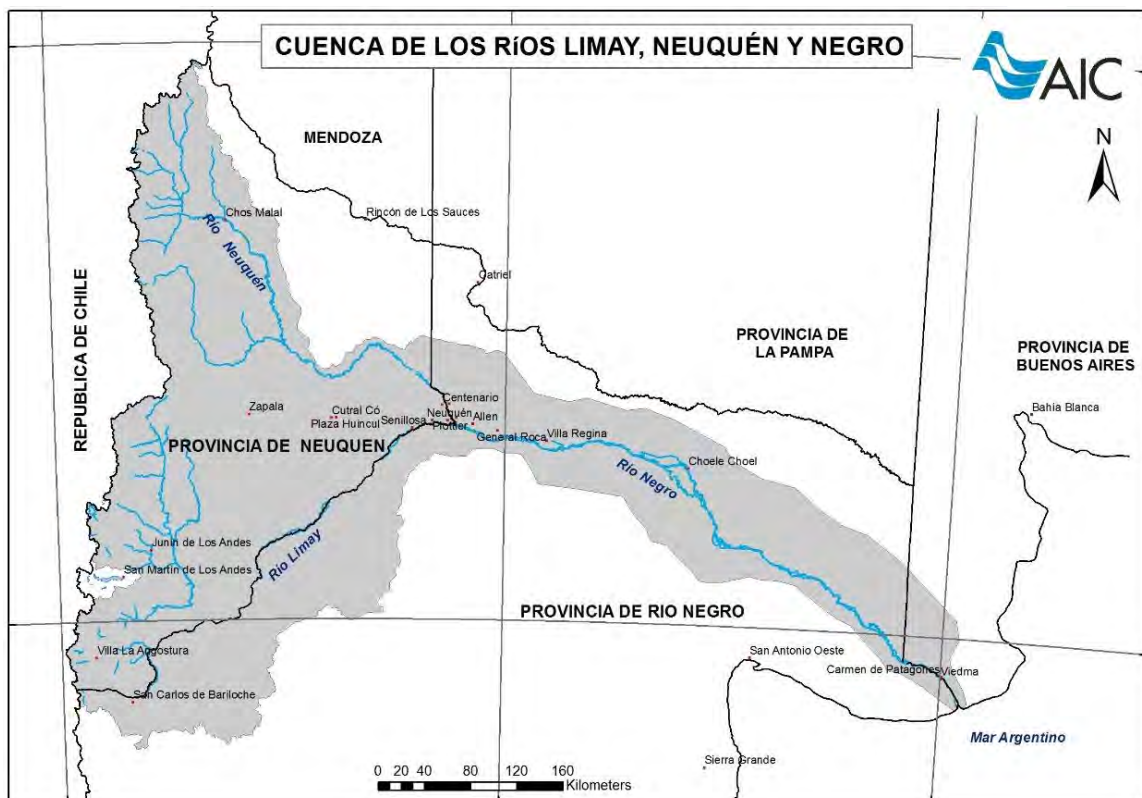 CUENCA DE LOS RíOS LIMAY, NEUQUÉN Y NEGRO
AIC
N
MENDOZA
Chos Malal
Rincón de Los Sauces
Río Neuquén
Catriel
REPUBLICA DE CHILE
PROVINCIA DE
LA PAMPA
PROVINCIA DE
BUENOS AIRES
Centenario
Zapala
Cutral Có
Plaza Huincul
Senillosa
Neuquén
Plottier
Allen
General Roca
Villa Regina
Bahía Blanca
PROVINCIA DE NEUQUEN
Choele Choel
Río Negro
Junín de Los Andes
Río Limay
San Martín de Los Andes
PROVINCIA DE RIO NEGRO
Villa La Angostura
San Antonio Oeste
Carmen de Patagones
Viedma
San Carlos de Bariloche
Mar Argentino
Sierra Grande
0 20 40 80 120 160
Kilometers